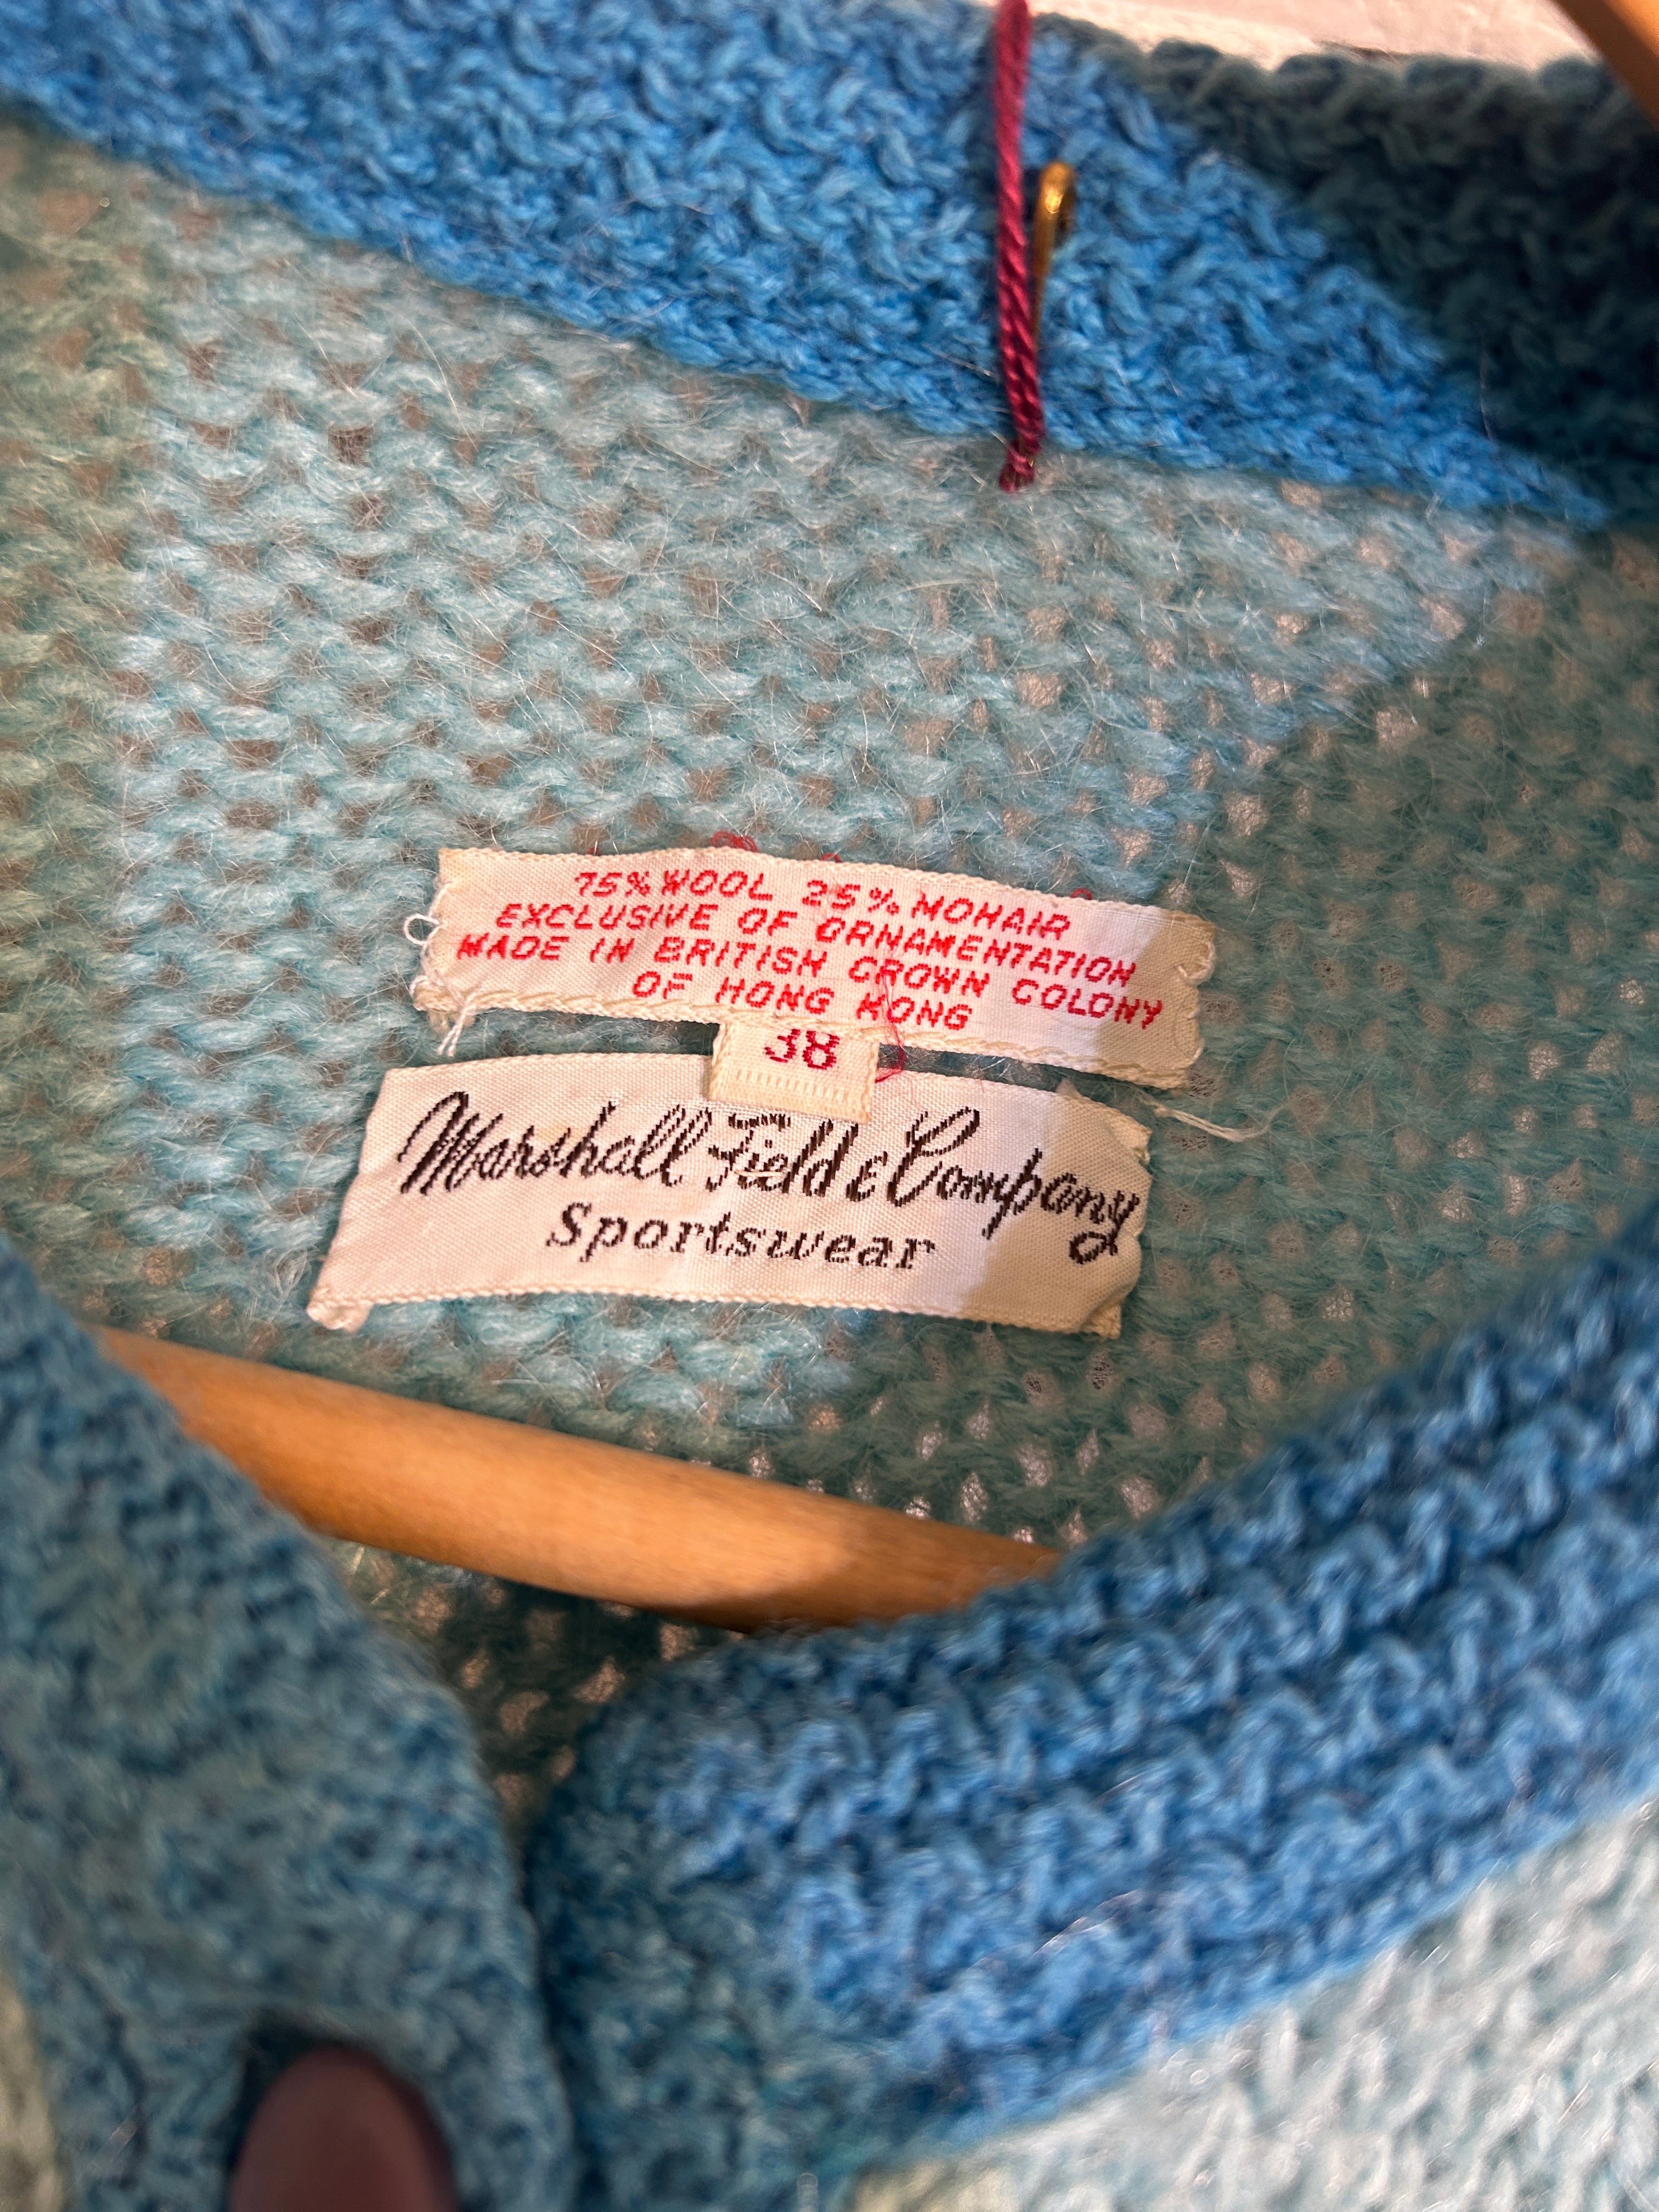 75% WOOL 25% MOHAIR
EXCLUSIVE OF ORNAMENTATION
MADE IN BRITISH CROWN COLONY
OF HONG KONG
38
Marshall Field & Company
Sportswear